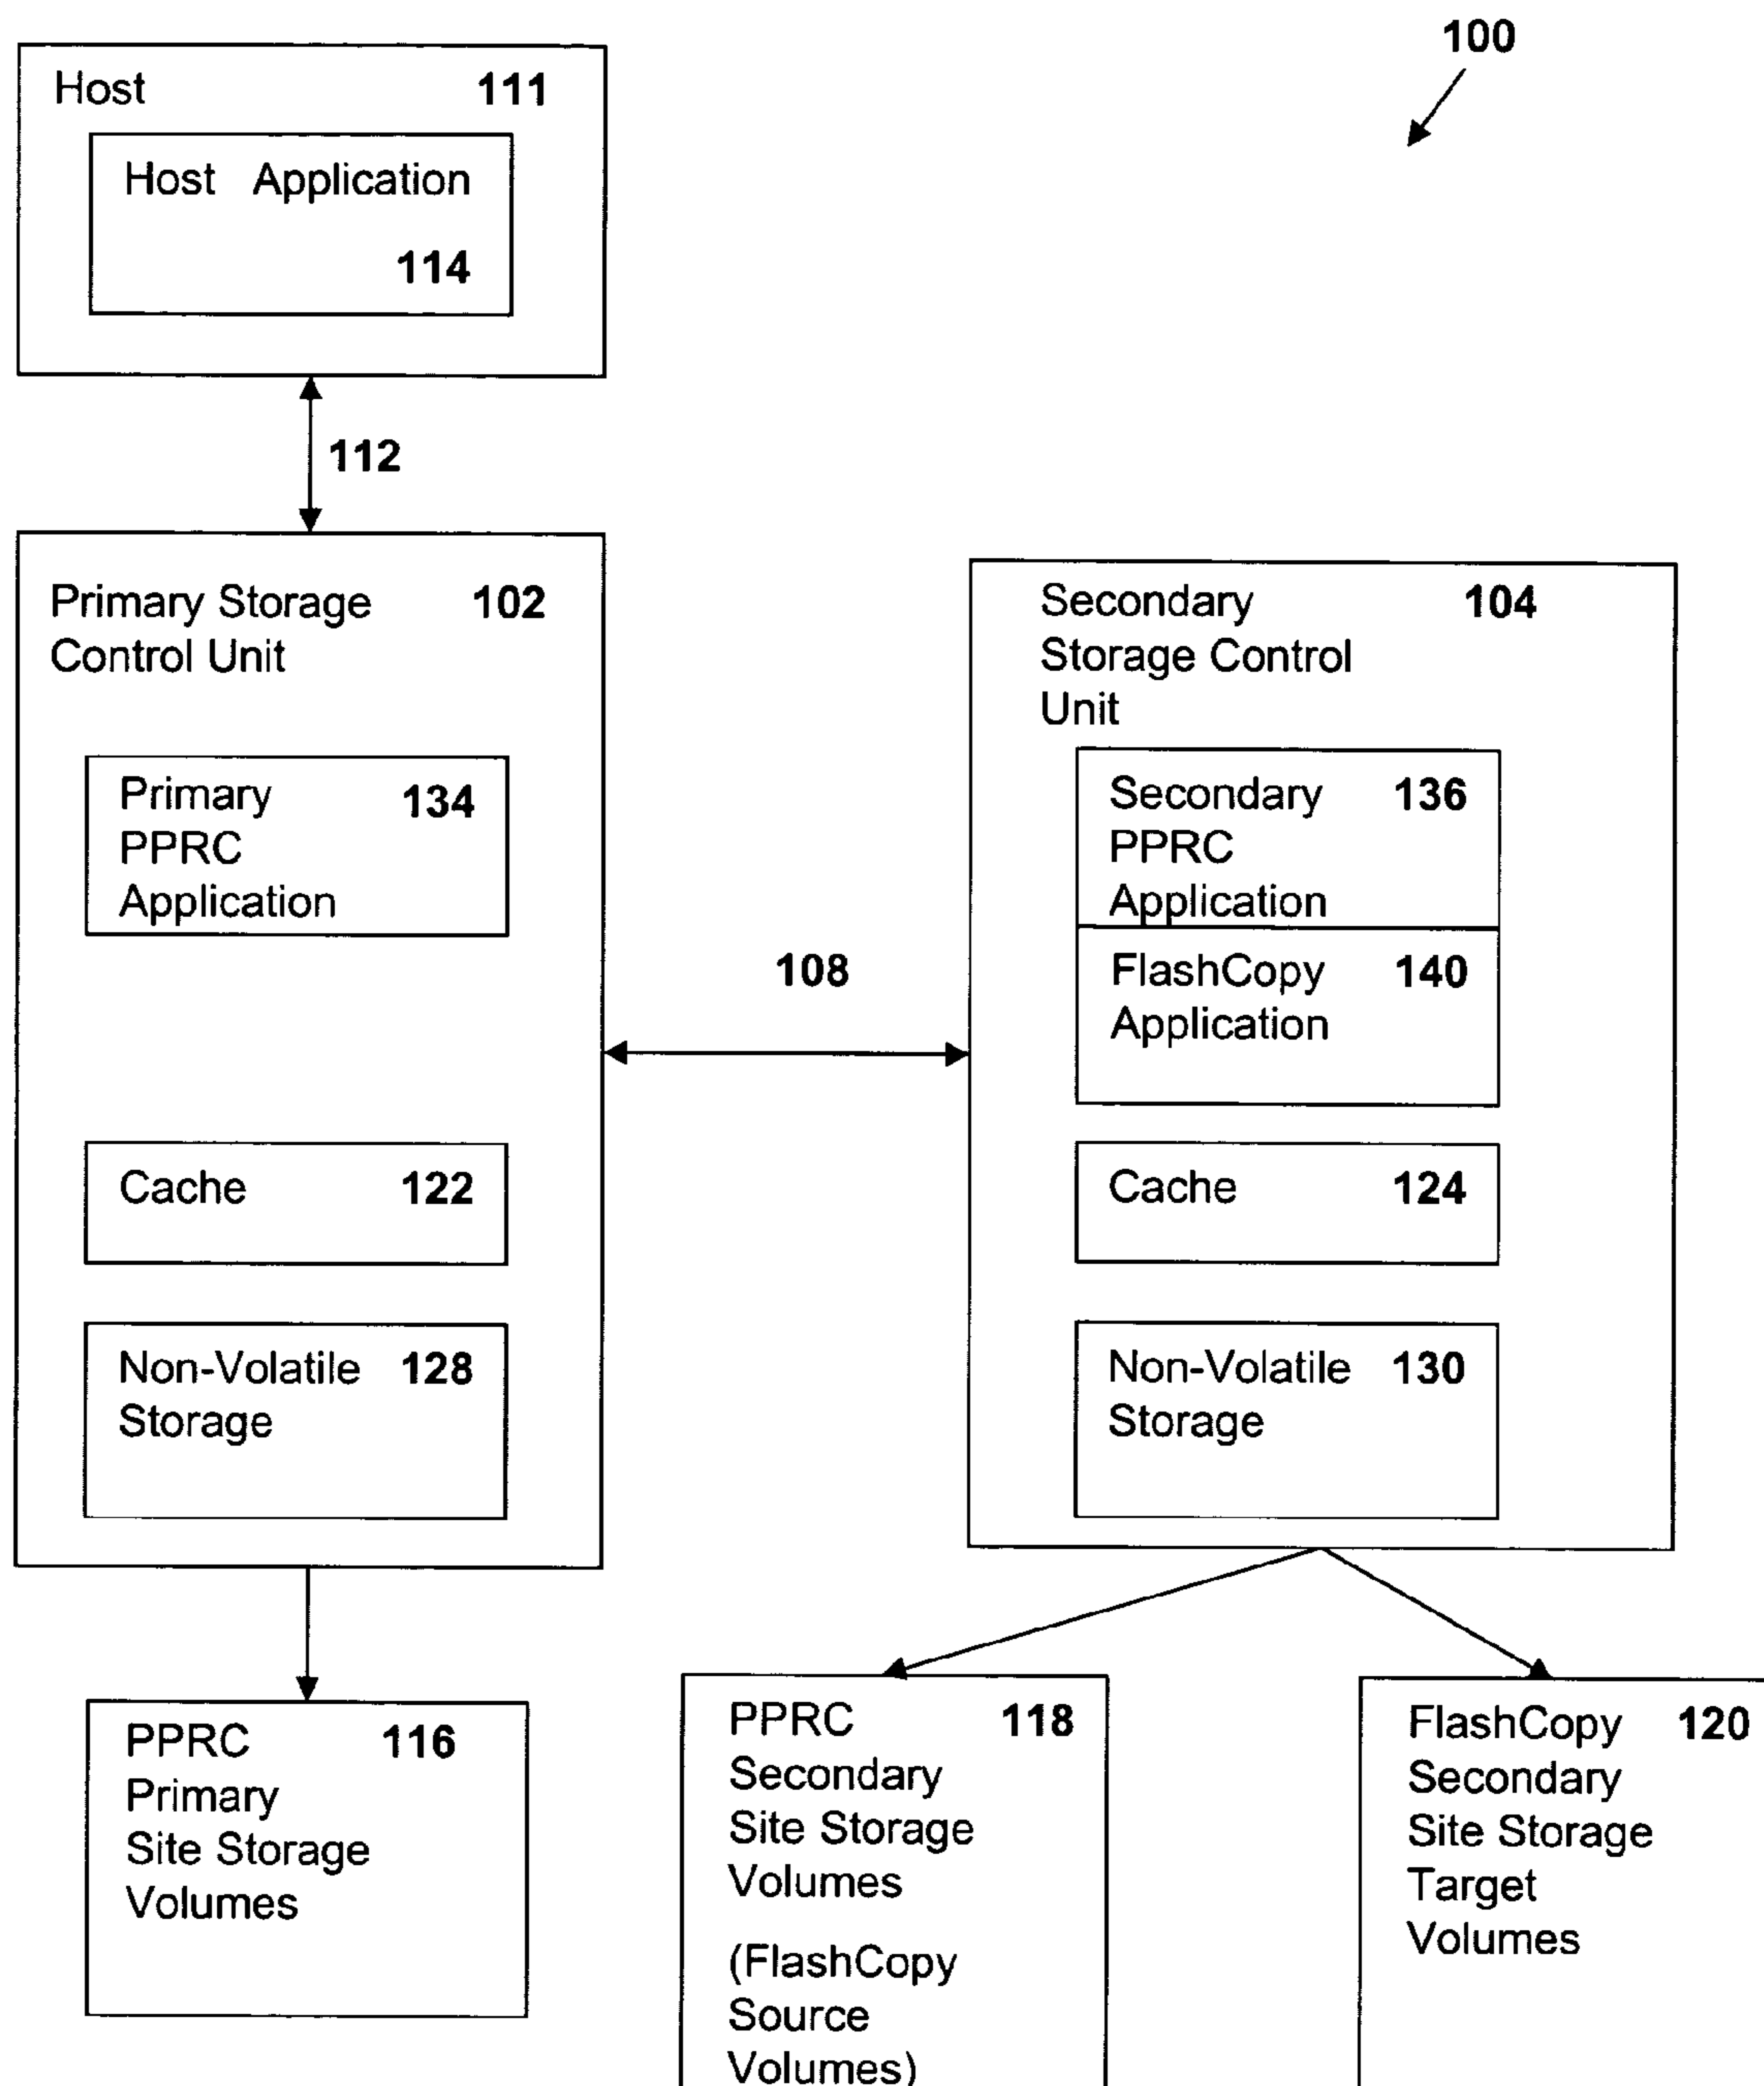 100
Host 111
Host Application
114
112
Primary Storage 102
Control Unit
Primary 134
PPRC
Application
Cache 122
Non-Volatile 128
Storage
108
Secondary 104
Storage Control
Unit
Secondary 136
PPRC
Application
FlashCopy 140
Application
Cache 124
Non-Volatile 130
Storage
PPRC 116
Primary
Site Storage
Volumes
PPRC 118
Secondary
Site Storage
Volumes
(FlashCopy
Source
Volumes)
FlashCopy 120
Secondary
Site Storage
Target
Volumes